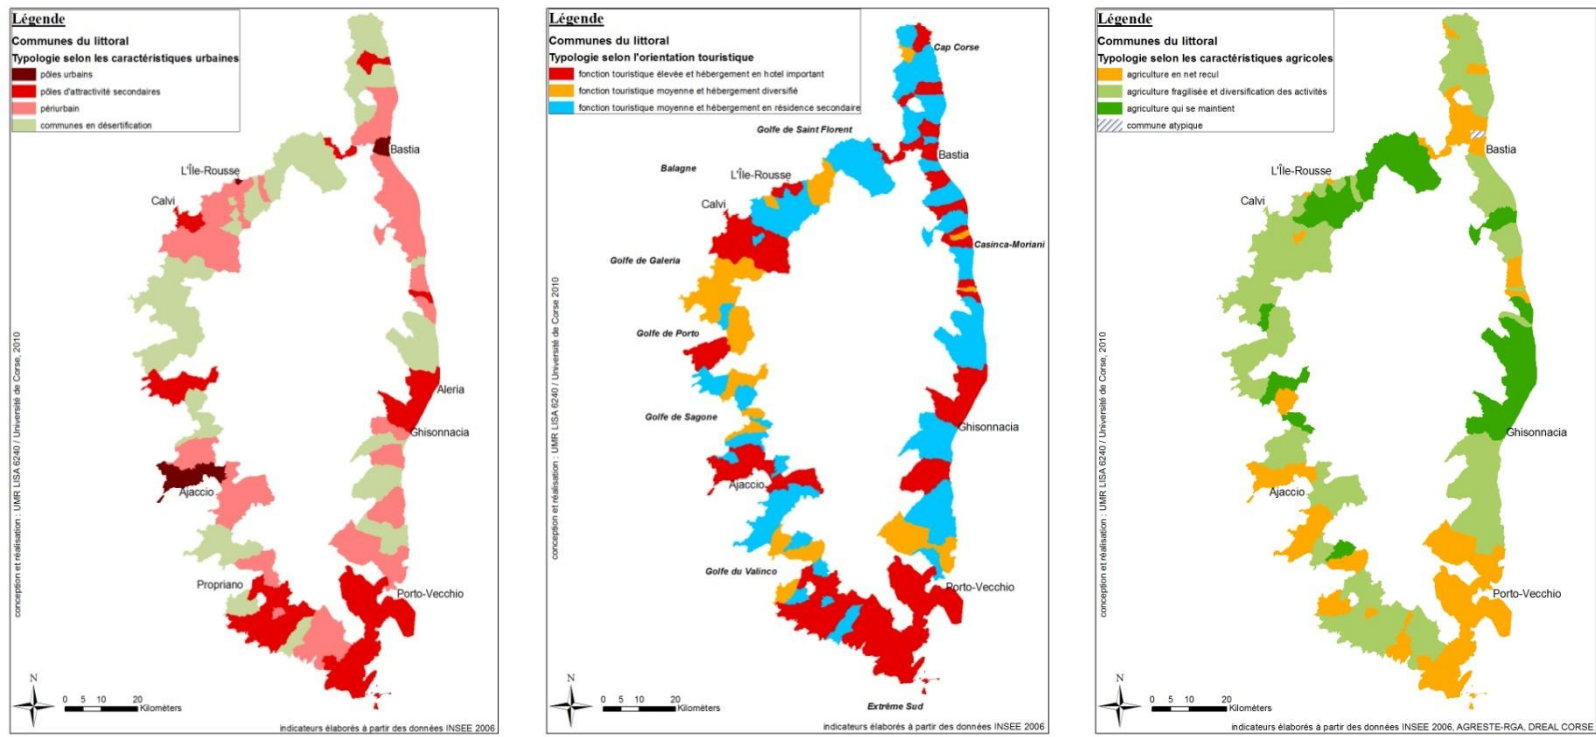 Légende
Communes du littoral
Typologie selon les caractéristiques urbaines
pôles urbains
pôles d'attractivité secondaires
périurbain
communes en désertification
Bastia
L'Île-Rousse
Calvi
Aleria
Ghisonnacia
Ajaccio
Propriano
Porto-Vecchio
conception et réalisation : UMR LISA 6240 / Université de Corse, 2010
N
0 5 10 20
Kilomèters
indicateurs élaborés à partir des données INSEE 2006
Légende
Communes du littoral
Typologie selon l'orientation touristique
fonction touristique élevée et hébergement en hotel important
fonction touristique moyenne et hébergement diversifié
fonction touristique moyenne et hébergement en résidence secondaire
Cap Corse
Golfe de Saint Florent
Bastia
Balagne
L'Île-Rousse
Calvi
Casinca-Moriani
Golfe de Galeria
Golfe de Porto
Golfe de Sagone
Ghisonnacia
Ajaccio
Golfe du Valinco
Porto-Vecchio
Extrême Sud
conception et réalisation : UMR LISA 6240 / Université de Corse 2010
N
0 5 10 20
Kilomèters
indicateurs élaborés à partir des données INSEE 2006
Légende
Communes du littoral
Typologie selon les caractéristiques agricoles
agriculture en net recul
agriculture fragilisée et diversification des activités
agriculture qui se maintient
commune atypique
Bastia
L'Île-Rousse
Calvi
Ghisonnacia
Ajaccio
Porto-Vecchio
conception et réalisation : UMR LISA 6240 / Université de Corse, 2010
N
0 5 10 20
Kilomèters
indicateurs élaborés à partir des données INSEE 2006, AGRESTE-RGA, DREAL CORSE